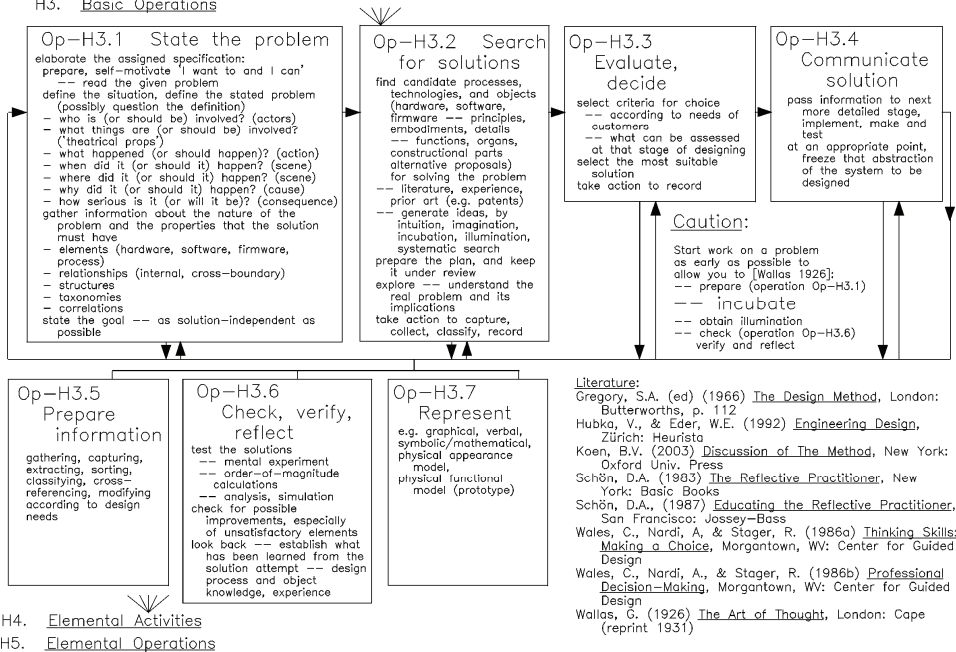 H3. Basic Operations
Op-H3.1 State the problem
elaborate the assigned specification:
prepare, self-motivate 'I want to and I can'
-- read the given problem
define the situation, define the stated problem
(possibly question the definition)
- who is (or should be) involved? (actors)
- what things are (or should be) involved?
('theatrical props')
- what happened (or should happen)? (action)
- when did it (or should it) happen? (scene)
- where did it (or should it) happen? (scene)
- why did it (or should it) happen? (cause)
- how serious is it (or will it be)? (consequence)
gather information about the nature of the
problem and the properties that the solution
must have
- elements (hardware, software, firmware,
process)
- relationships (internal, cross-boundary)
- structures
- taxonomies
- correlations
state the goal -- as solution-independent as
possible
Op-H3.2 Search
for solutions
find candidate processes,
technologies, and objects
(hardware, software,
firmware -- principles,
embodiments, details
-- functions, organs,
constructional parts
alternative proposals)
for solving the problem
-- literature, experience,
prior art (e.g. patents)
-- generate ideas, by
intuition, imagination,
incubation, illumination,
systematic search
prepare the plan, and keep
it under review
explore -- understand the
real problem and its
implications
take action to capture,
collect, classify, record
Op-H3.3
Evaluate,
decide
select criteria for choice
-- according to needs of
customers
-- what can be assessed
at that stage of designing
select the most suitable
solution
take action to record
Op-H3.4
Communicate
solution
pass information to next
more detailed stage,
implement, make and
test
at an appropriate point,
freeze that abstraction
of the system to be
designed
Caution:
Start work on a problem
as early as possible to
allow you to [Wallas 1926]:
-- prepare (operation Op-H3.1)
-- incubate
-- obtain illumination
-- check (operation Op-H3.6)
verify and reflect
Op-H3.5
Prepare
information
gathering, capturing,
extracting, sorting,
classifying, cross-
referencing, modifying
according to design
needs
Op-H3.6
Check, verify,
reflect
test the solutions
-- mental experiment
-- order-of-magnitude
calculations
-- analysis, simulation
check for possible
improvements, especially
of unsatisfactory elements
look back -- establish what
has been learned from the
solution attempt -- design
process and object
knowledge, experience
Op-H3.7
Represent
e.g. graphical, verbal,
symbolic/mathematical,
physical appearance
model,
physical functional
model (prototype)
Literature:
Gregory, S.A. (ed) (1966) The Design Method, London:
Butterworths, p. 112
Hubka, V., & Eder, W.E. (1992) Engineering Design,
Zürich: Heurista
Koen, B.V. (2003) Discussion of The Method, New York:
Oxford Univ. Press
Schön, D.A. (1983) The Reflective Practitioner, New
York: Basic Books
Schön, D.A., (1987) Educating the Reflective Practitioner,
San Francisco: Jossey-Bass
Wales, C., Nardi, A, & Stager, R. (1986a) Thinking Skills:
Making a Choice, Morgantown, WV: Center for Guided
Design
Wales, C., Nardi, A., & Stager, R. (1986b) Professional
Decision-Making, Morgantown, WV: Center for Guided
Design
Wallas, G. (1926) The Art of Thought, London: Cape
(reprint 1931)
H4. Elemental Activities
H5. Elemental Operations